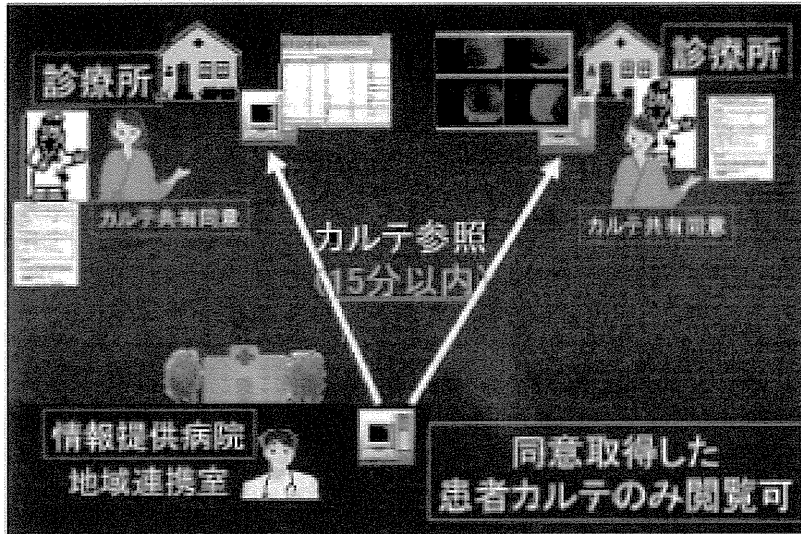 診療所
診療所
カルテ共有同意
カルテ共有同意
カルテ参照
(15分以内)
情報提供病院
地域連携室
同意取得した
患者カルテのみ閲覧可